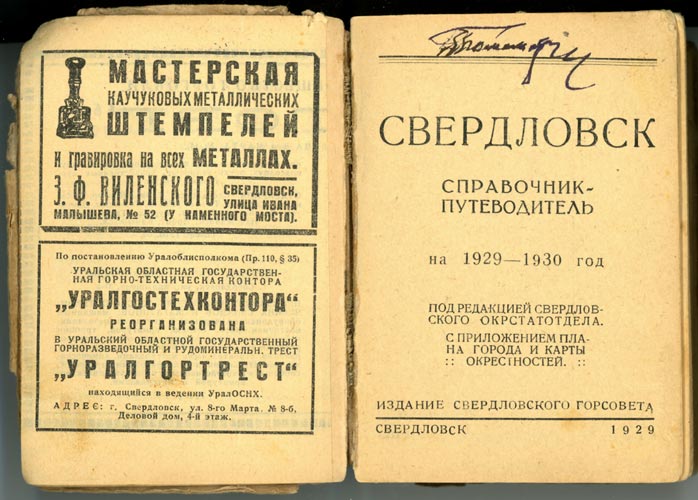 МАСТЕРСКАЯ
КАУЧУКОВЫХ МЕТАЛЛИЧЕСКИХ
ШТЕМПЕЛЕЙ
и гравировка на всех МЕТАЛЛАХ.
З. Ф. ВИЛЕНСКОГО
СВЕРДЛОВСК,
УЛИЦА ИВАНА
МАЛЫШЕВА, № 52 (У КАМЕННОГО МОСТА).
По постановлению Уралоблисполкома (Пр. 110, § 35)
УРАЛЬСКАЯ ОБЛАСТНАЯ ГОСУДАРСТВЕН-
НАЯ ГОРНО-ТЕХНИЧЕСКАЯ КОНТОРА
„УРАЛГОСТЕХКОНТОРА“
РЕОРГАНИЗОВАНА
В УРАЛЬСКИЙ ОБЛАСТНОЙ ГОСУДАРСТВЕННЫЙ
ГОРНОРАЗВЕДОЧНЫЙ И РУДОМИНЕРАЛЬН. ТРЕСТ
„УРАЛГОРТРЕСТ“
находящийся в ведении УралОСНХ.
АДРЕС: г. Свердловск, ул. 8-го Марта. № 8-б,
Деловой дом, 4-й этаж.
СВЕРДЛОВСК
СПРАВОЧНИК-
ПУТЕВОДИТЕЛЬ
на 1929—1930 год
ПОД РЕДАКЦИЕЙ СВЕРДЛОВ-
СКОГО ОКРСТАТОТДЕЛА.
С ПРИЛОЖЕНИЕМ ПЛА-
НА ГОРОДА И КАРТЫ
:: ОКРЕСТНОСТЕЙ. ::
ИЗДАНИЕ СВЕРДЛОВСКОГО ГОРСОВЕТА
СВЕРДЛОВСК 1929